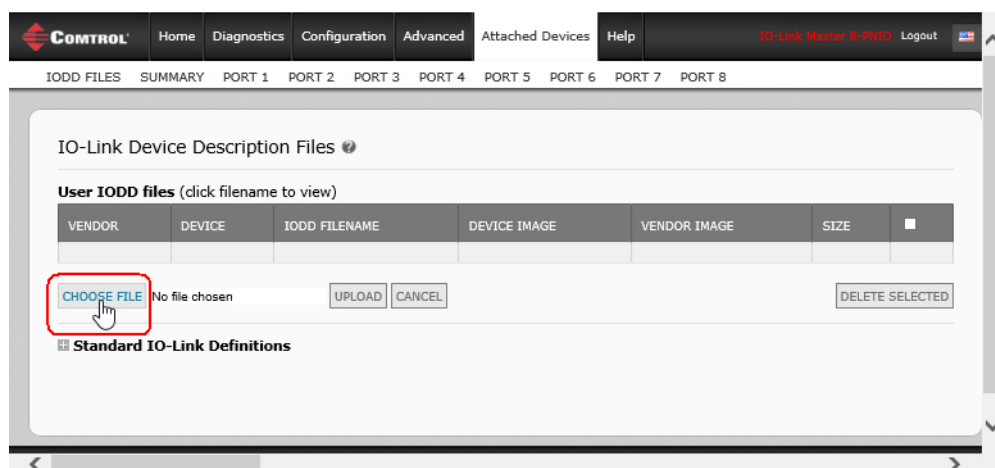 COMTROL Home Diagnostics Configuration Advanced Attached Devices Help IO-Link Master 8-PNIO Logout
IODD FILES SUMMARY PORT 1 PORT 2 PORT 3 PORT 4 PORT 5 PORT 6 PORT 7 PORT 8
IO-Link Device Description Files ?
User IODD files (click filename to view)
VENDOR DEVICE IODD FILENAME DEVICE IMAGE VENDOR IMAGE SIZE
CHOOSE FILE No file chosen UPLOAD CANCEL DELETE SELECTED
Standard IO-Link Definitions